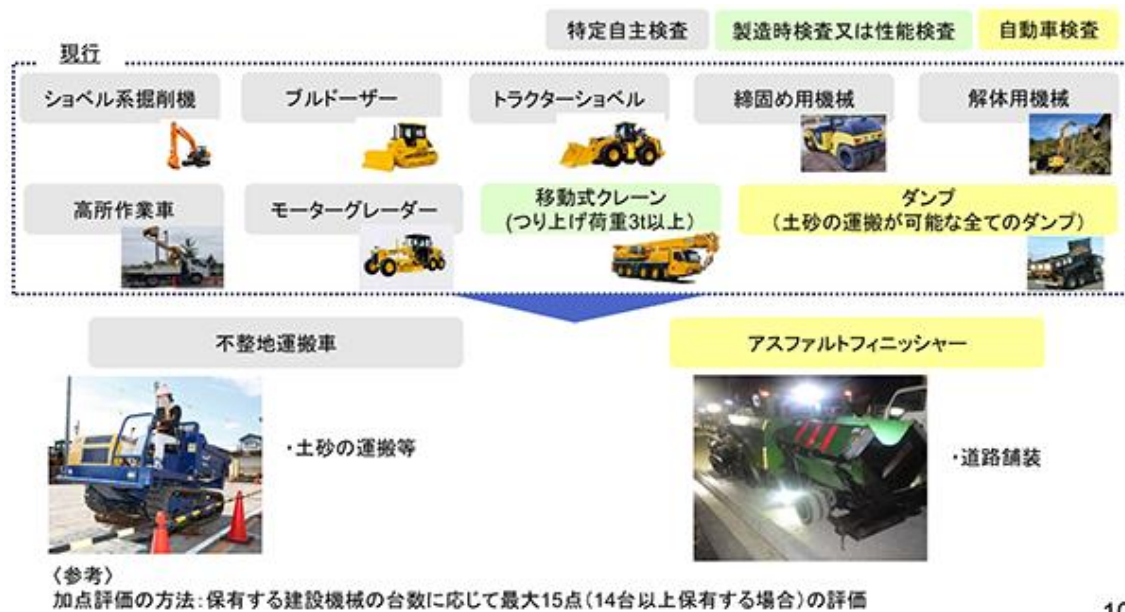 特定自主検査
製造時検査又は性能検査
自動車検査
現行
ショベル系掘削機
ブルドーザー
トラクターショベル
締固め用機械
解体用機械
高所作業車
モーターグレーダー
移動式クレーン
(つり上げ荷重3t以上)
ダンプ
(土砂の運搬が可能な全てのダンプ)
不整地運搬車
アスファルトフィニッシャー
・土砂の運搬等
・道路舗装
〈参考〉
加点評価の方法:保有する建設機械の台数に応じて最大15点(14台以上保有する場合)の評価